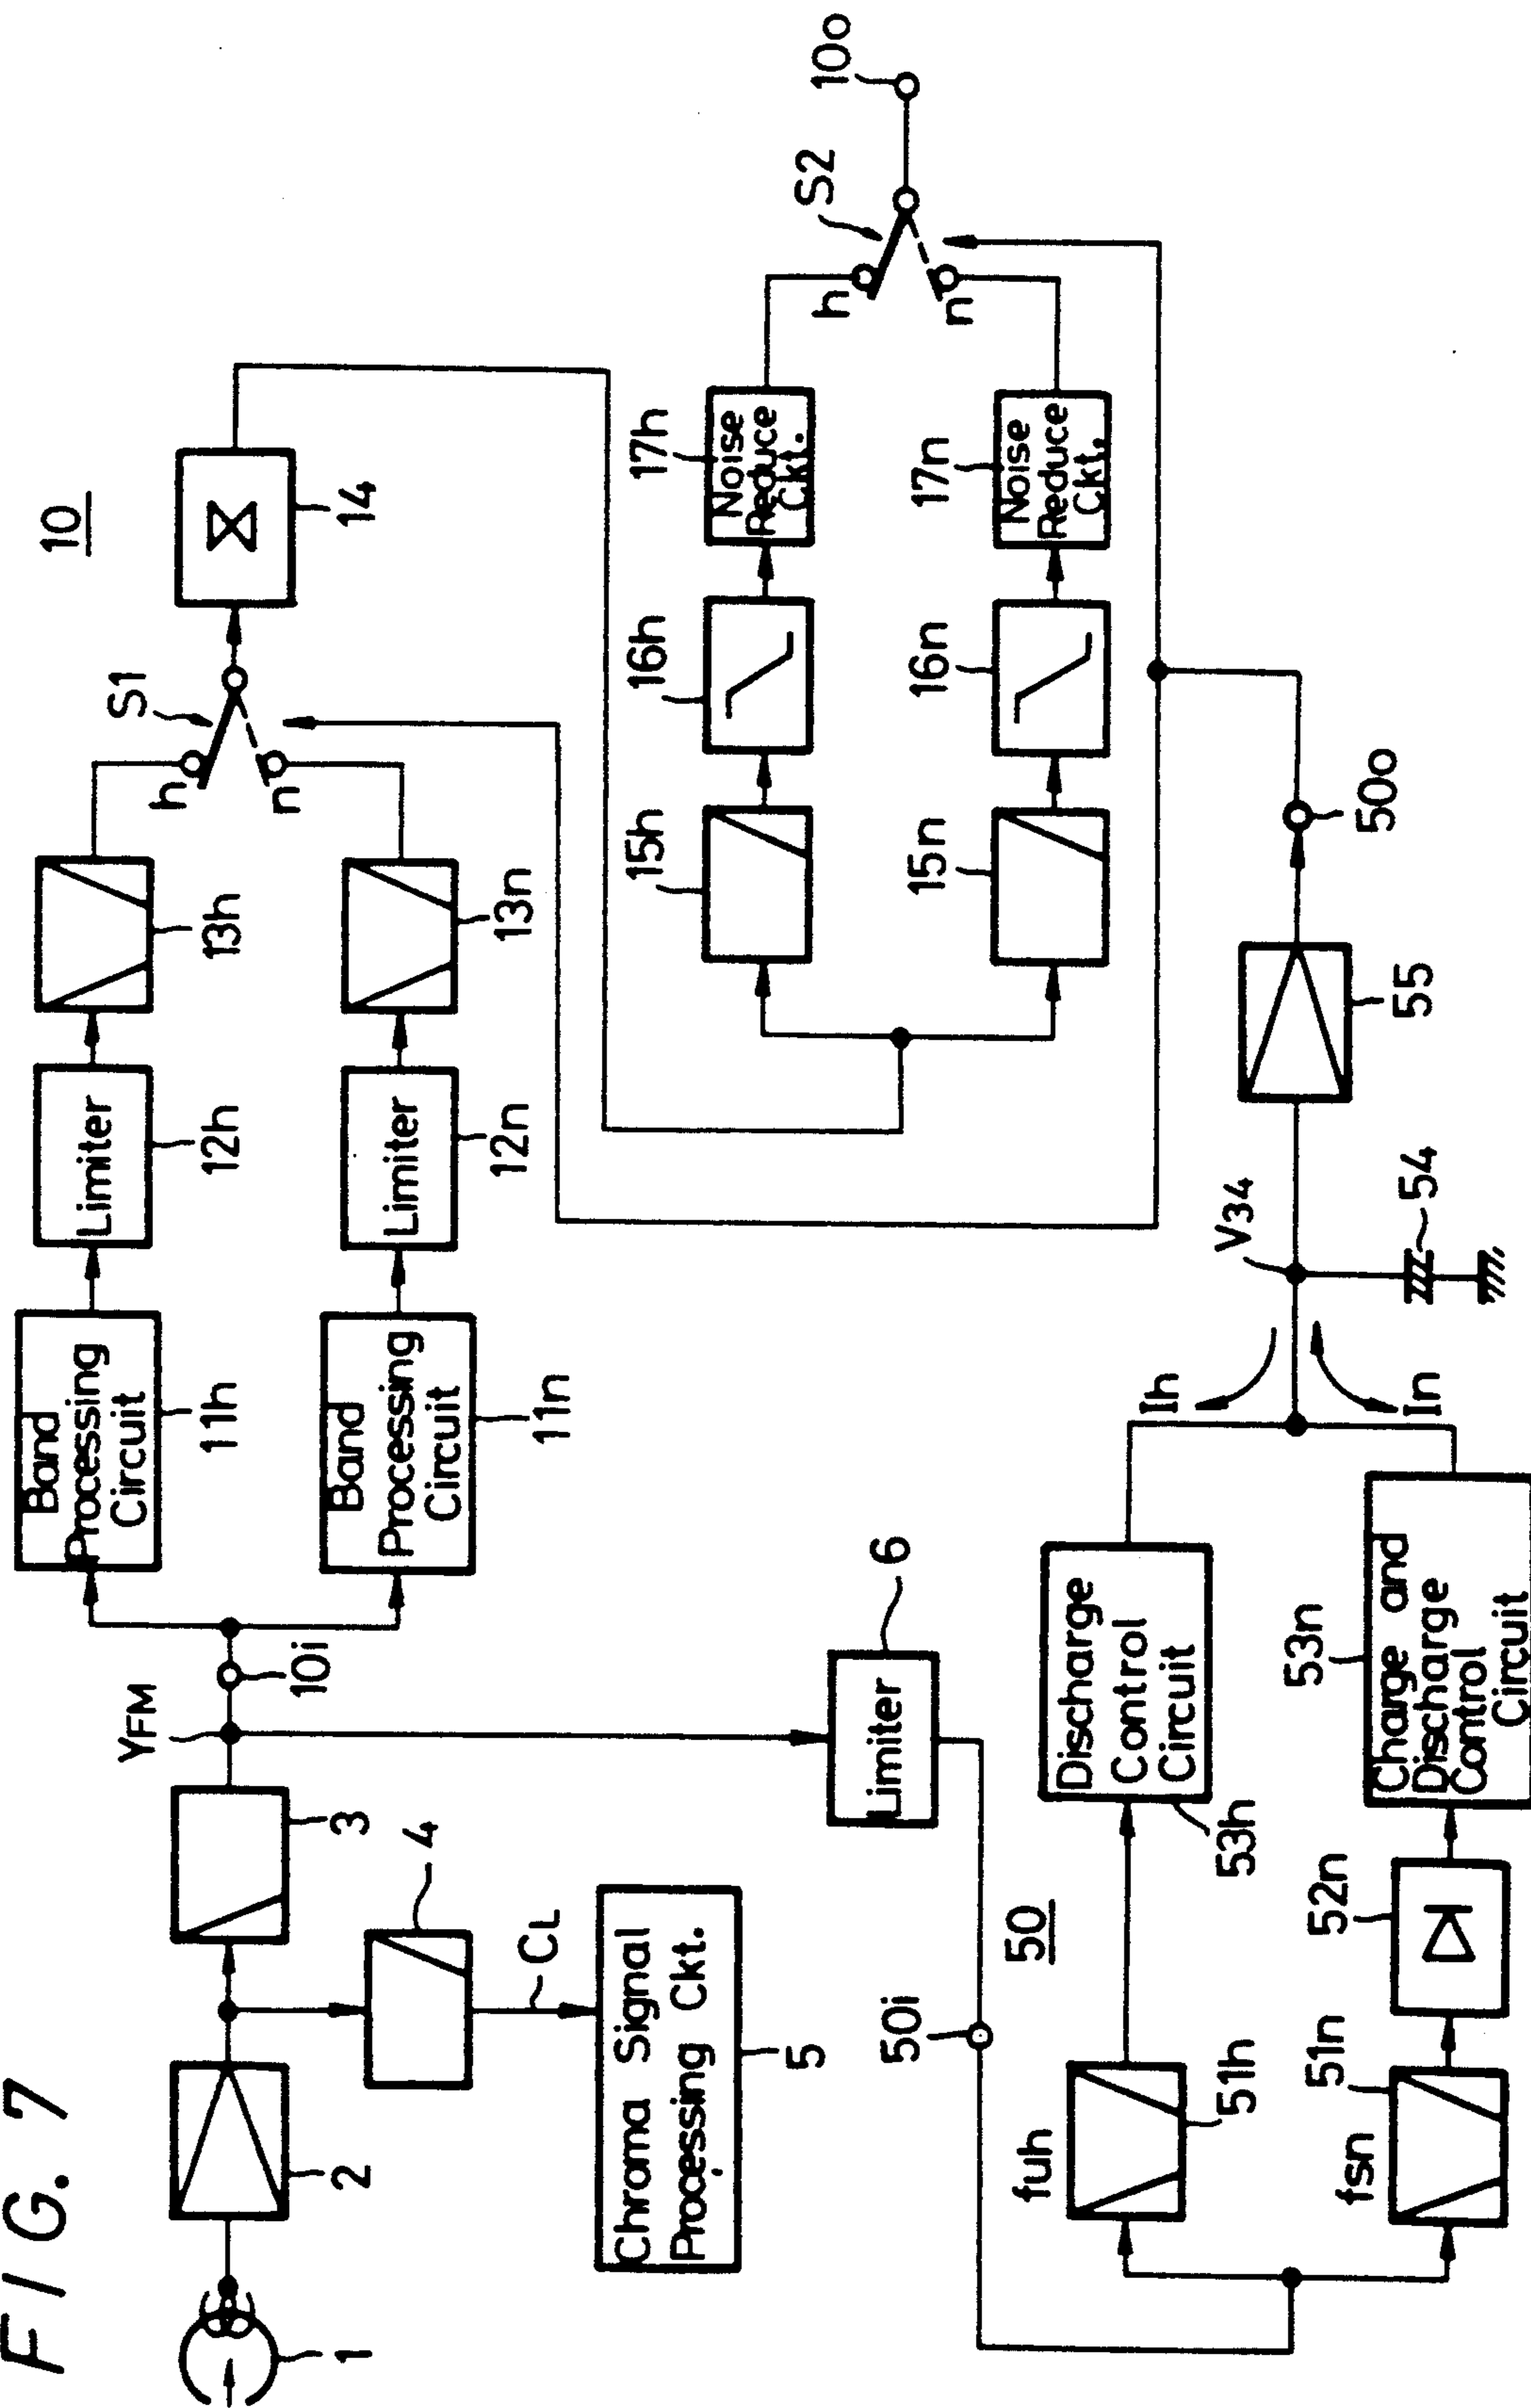 FIG. 7
10
Band
Processing
Circuit
11h
Limiter
12h
13h
h
n
S1
14
Band
Processing
Circuit
11n
Limiter
12n
13n
1
2
3
YFM
10i
4
CL
Chroma Signal
Processing Ckt.
5
Limiter
6
15h
16h
Noise
Reduce
Ckt.
17h
15n
16n
Noise
Reduce
Ckt.
17n
h
n
S2
10o
50
50i
fuh
51h
Discharge
Control
Circuit
53h
Ih
fsn
51n
52n
Charge and
Discharge
Control
Circuit
53n
In
V34
54
55
50o